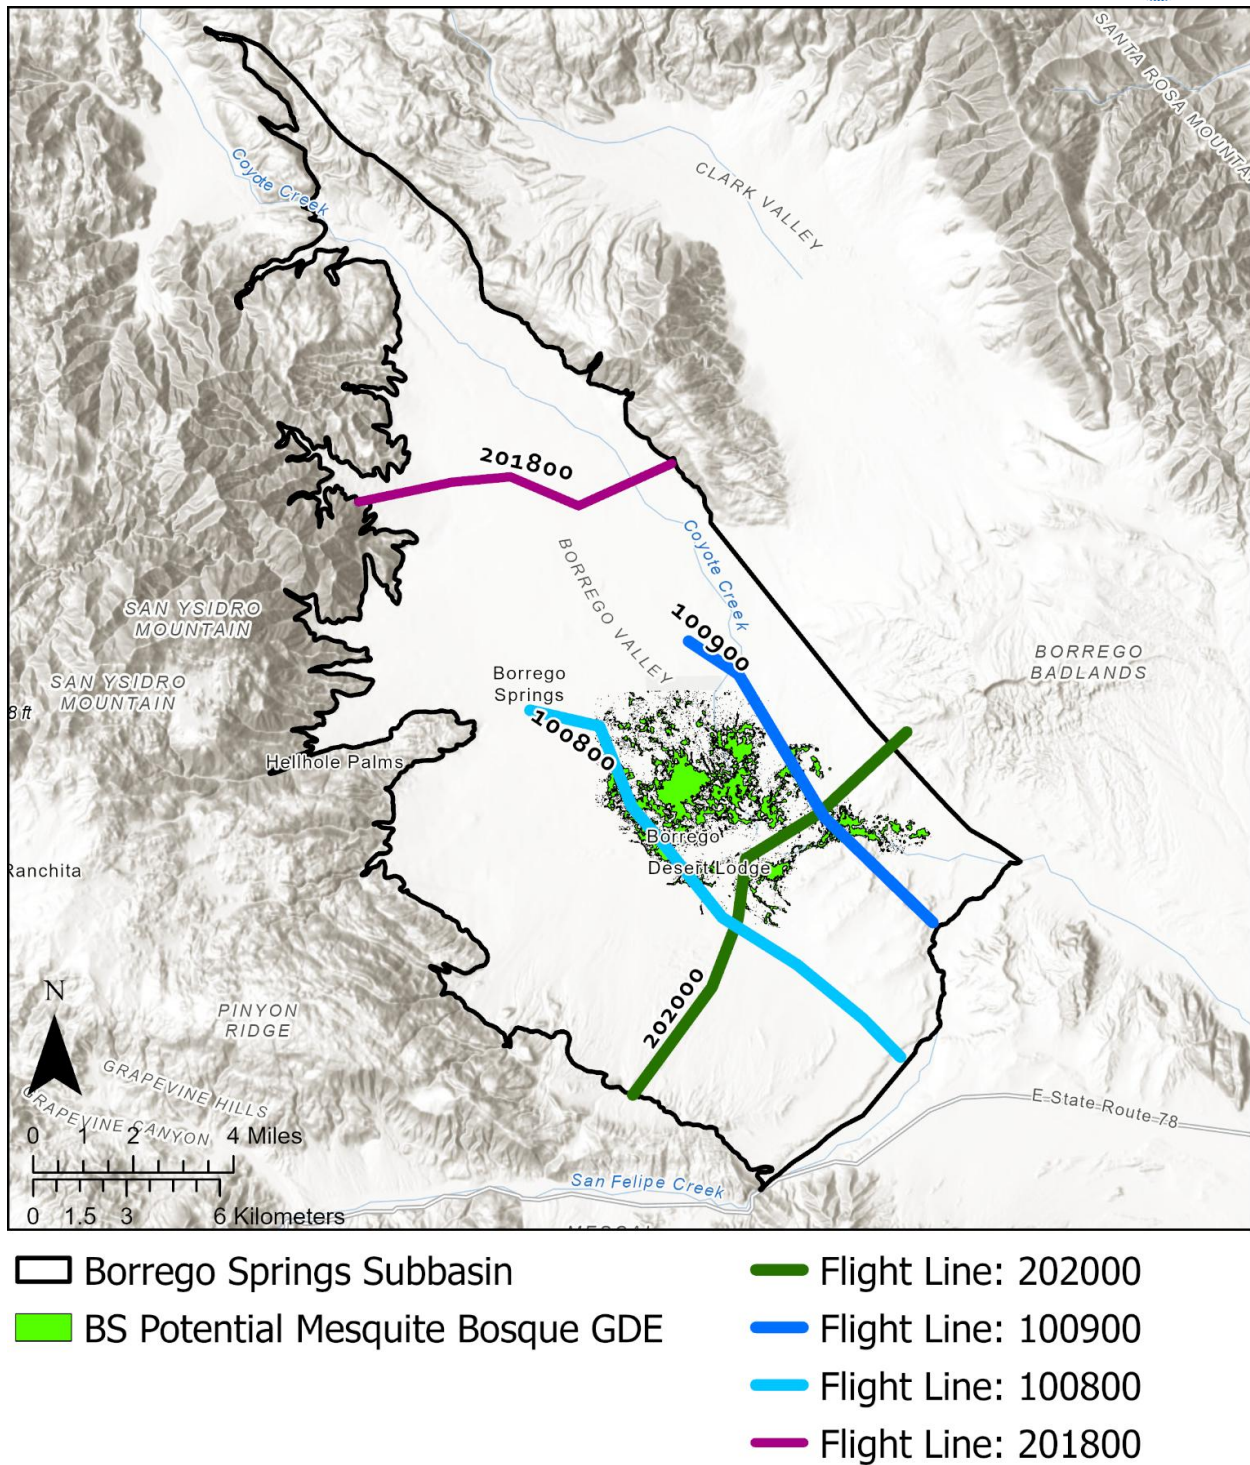 SANTA ROSA MOUNTA
CLARK VALLEY
Coyote Creek
201800
Coyote Creek
BORREGO VALLEY
SAN YSIDRO
MOUNTAIN
100900
BORREGO
BADLANDS
SAN YSIDRO
MOUNTAIN
Borrego
Springs
8 ft
100800
Hellhole Palms
Borrego
Desert Lodge
Ranchita
202000
N
PINYON
RIDGE
GRAPEVINE HILLS
GRAPEVINE CANYON
E State Route 78
0 1 2 4 Miles
San Felipe Creek
0 1.5 3 6 Kilometers
Borrego Springs Subbasin
BS Potential Mesquite Bosque GDE
Flight Line: 202000
Flight Line: 100900
Flight Line: 100800
Flight Line: 201800